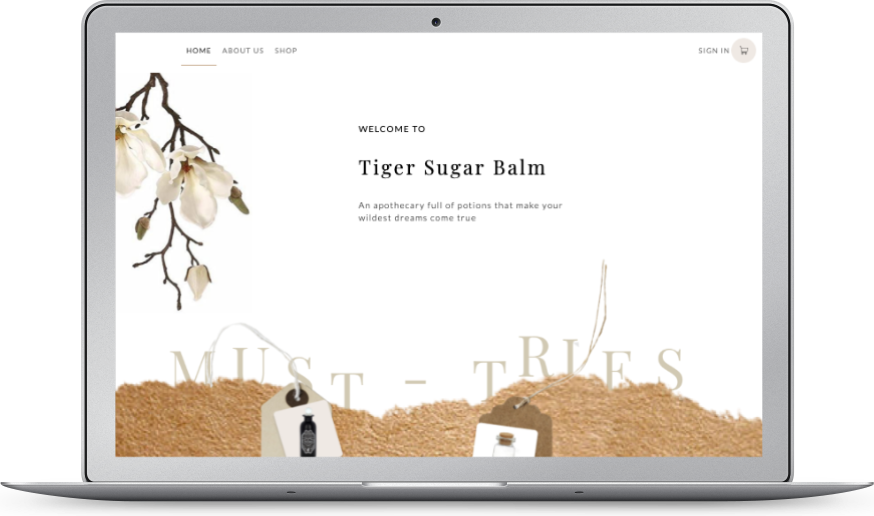 HOME ABOUT US SHOP SIGN IN
WELCOME TO
Tiger Sugar Balm
An apothecary full of potions that make your
wildest dreams come true
MUST - TRIES